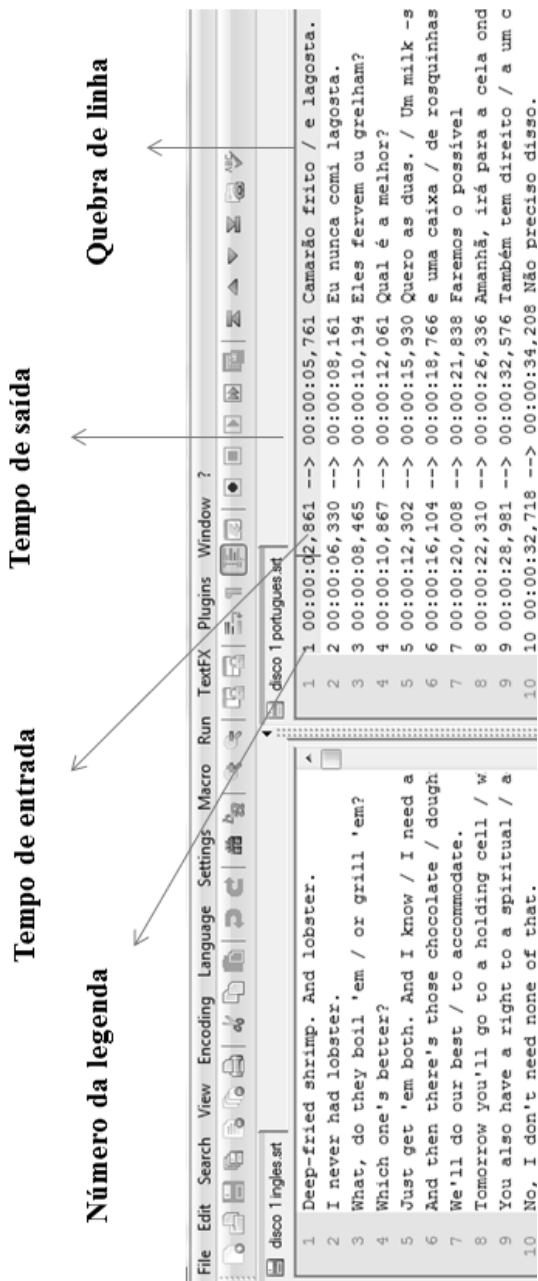 Tempo de entrada
Tempo de saída
Número da legenda
Quebra de linha
File Edit Search View Encoding Language Settings Macro Run TextFX Plugins Window ?
ABC
disco 1 ingles.srt
1 Deep-fried shrimp. And lobster.
2 I never had lobster.
3 What, do they boil 'em / or grill 'em?
4 Which one's better?
5 Just get 'em both. And I know / I need a
6 And then there's those chocolate / dough
7 We'll do our best / to accommodate.
8 Tomorrow you'll go to a holding cell / w
9 You also have a right to a spiritual / a
10 No, I don't need none of that.
disco 1 portugues.srt
1 1 00:00:02,861 --> 00:00:05,761 Camarão frito / e lagosta.
2 2 00:00:06,330 --> 00:00:08,161 Eu nunca comi lagosta.
3 3 00:00:08,465 --> 00:00:10,194 Eles fervem ou grelham?
4 4 00:00:10,867 --> 00:00:12,061 Qual é a melhor?
5 5 00:00:12,302 --> 00:00:15,930 Quero as duas. / Um milk -s
6 6 00:00:16,104 --> 00:00:18,766 e uma caixa / de rosquinhas
7 7 00:00:20,008 --> 00:00:21,838 Faremos o possível
8 8 00:00:22,310 --> 00:00:26,336 Amanhã, irá para a cela ond
9 9 00:00:28,981 --> 00:00:32,576 Também tem direito / a um c
10 10 00:00:32,718 --> 00:00:34,208 Não preciso disso.